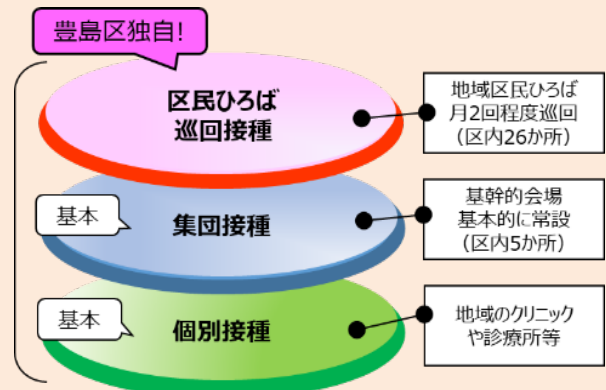 豊島区独自!
区民ひろば
巡回接種
地域区民ひろば
月2回程度巡回
(区内26か所)
基本
集団接種
基幹的会場
基本的に常設
(区内5か所)
基本
個別接種
地域のクリニック
や診療所等